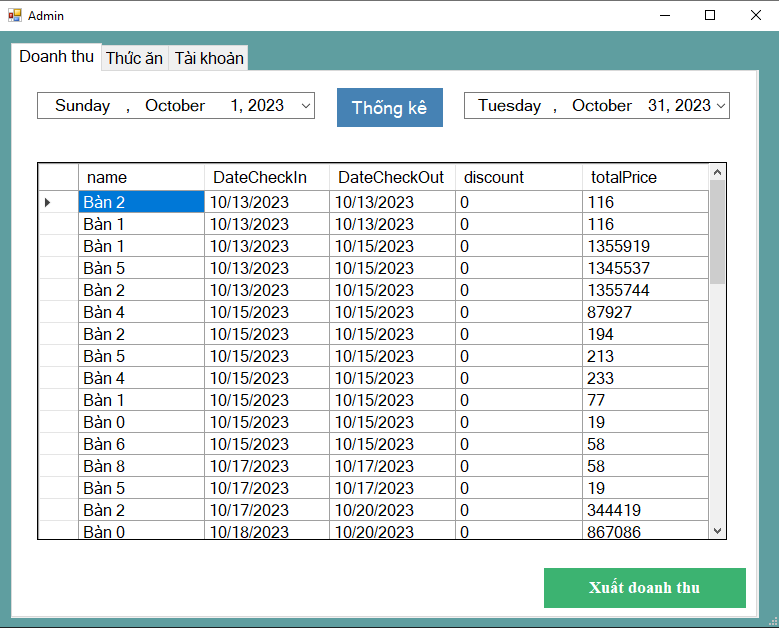 Admin
Doanh thu Thức ăn Tài khoản
Sunday , October 1, 2023 Thống kê Tuesday , October 31, 2023
name DateCheckIn DateCheckOut discount totalPrice
Bàn 2 10/13/2023 10/13/2023 0 116
Bàn 1 10/13/2023 10/13/2023 0 116
Bàn 1 10/13/2023 10/15/2023 0 1355919
Bàn 5 10/13/2023 10/15/2023 0 1345537
Bàn 2 10/13/2023 10/15/2023 0 1355744
Bàn 4 10/15/2023 10/15/2023 0 87927
Bàn 2 10/15/2023 10/15/2023 0 194
Bàn 5 10/15/2023 10/15/2023 0 213
Bàn 4 10/15/2023 10/15/2023 0 233
Bàn 1 10/15/2023 10/15/2023 0 77
Bàn 0 10/15/2023 10/15/2023 0 19
Bàn 6 10/15/2023 10/15/2023 0 58
Bàn 8 10/17/2023 10/17/2023 0 58
Bàn 5 10/17/2023 10/17/2023 0 19
Bàn 2 10/17/2023 10/20/2023 0 344419
Bàn 0 10/18/2023 10/20/2023 0 867086
Xuất doanh thu